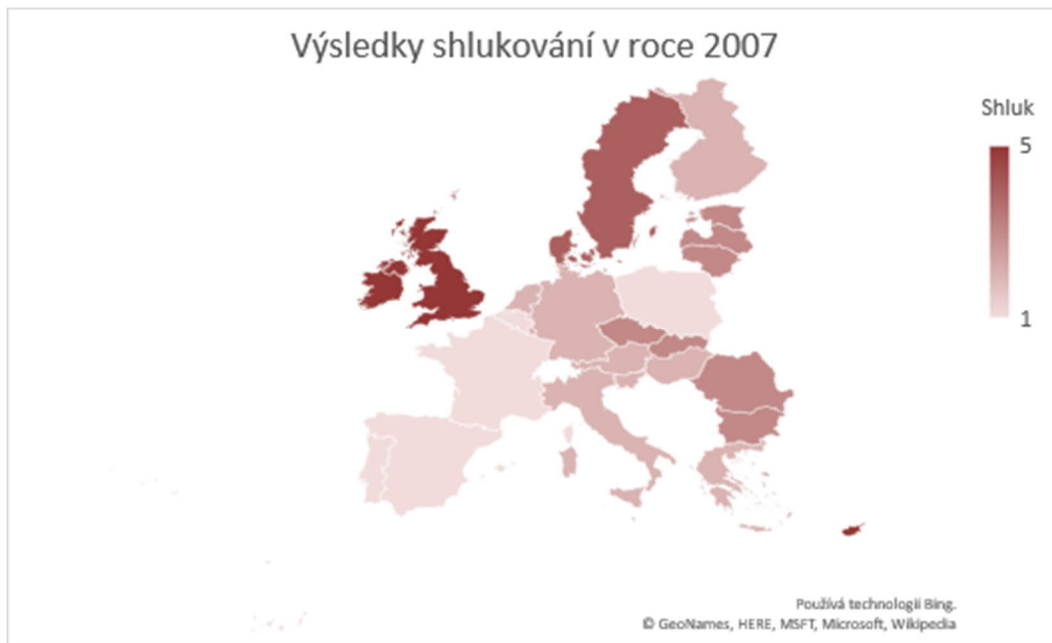 Výsledky shlukování v roce 2007
Shluk
5
1
Používá technologii Bing.
© GeoNames, HERE, MSFT, Microsoft, Wikipedia